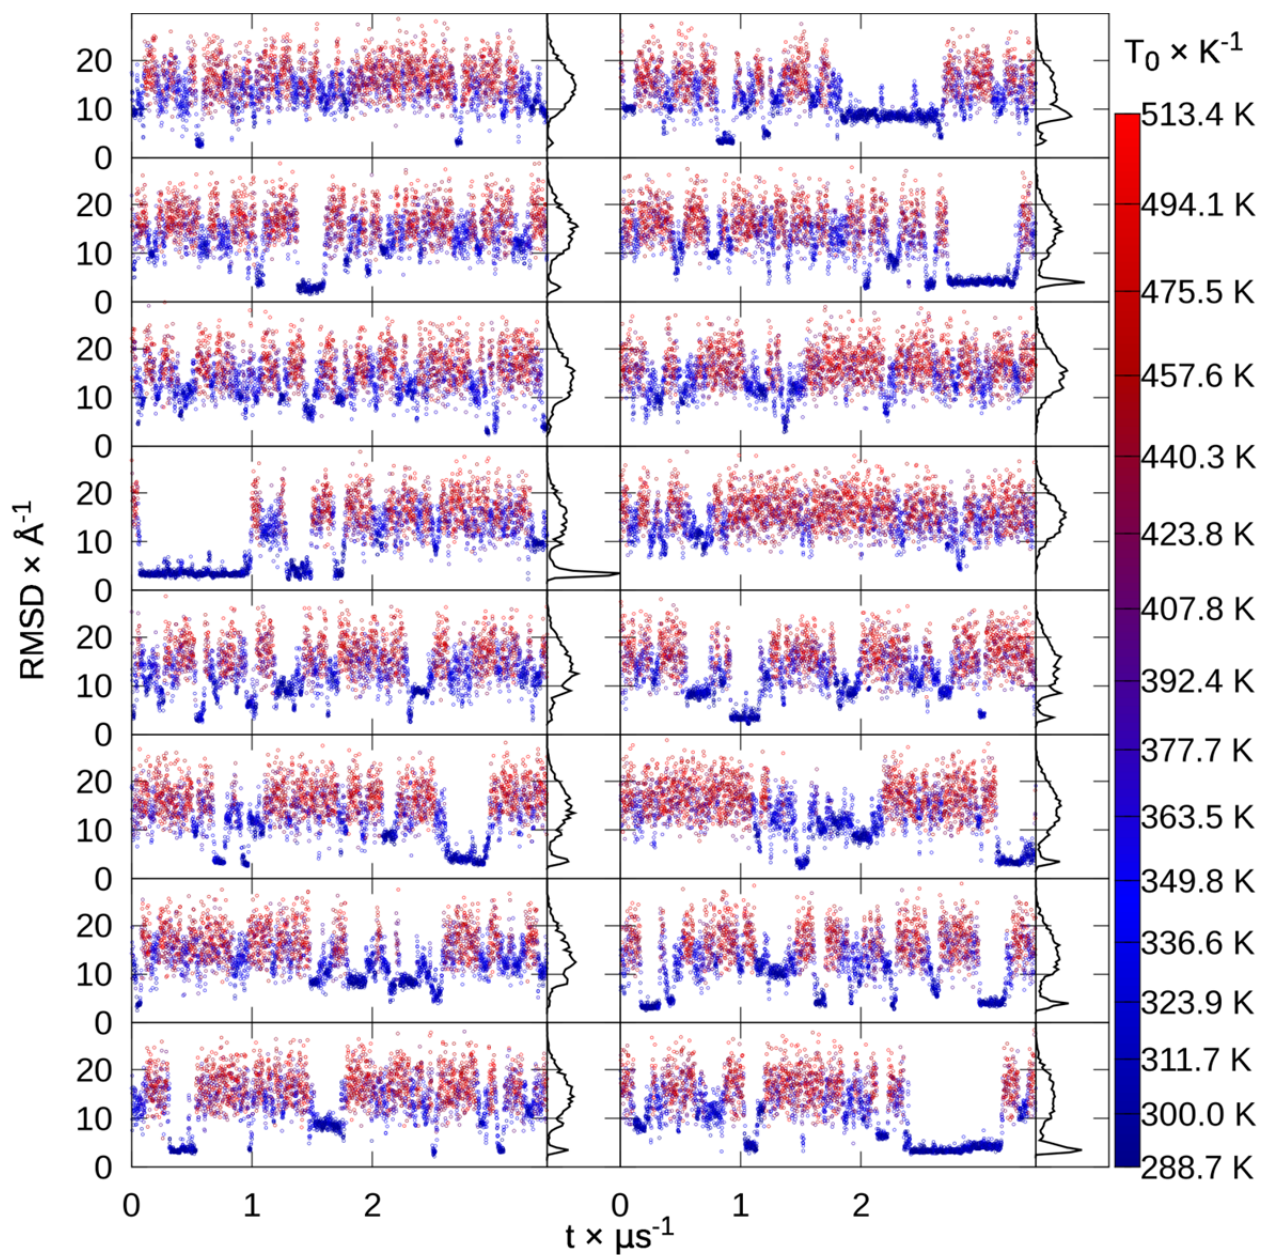 T₀ × K⁻¹
RMSD × Å⁻¹
20
10
0
20
10
0
20
10
0
20
10
0
20
10
0
20
10
0
20
10
0
20
10
0
0 1 2 0 1 2
t × μs⁻¹
513.4 K
494.1 K
475.5 K
457.6 K
440.3 K
423.8 K
407.8 K
392.4 K
377.7 K
363.5 K
349.8 K
336.6 K
323.9 K
311.7 K
300.0 K
288.7 K